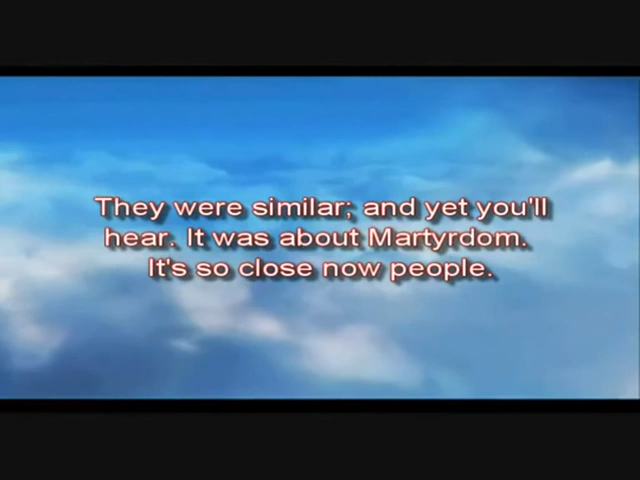 They were similar; and yet you'll
hear. It was about Martyrdom.
It's so close now people.